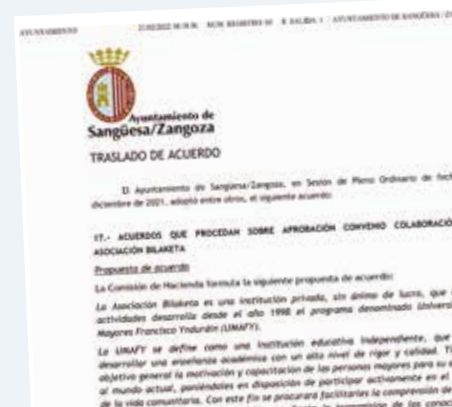 AYUNTAMIENTO
Ayuntamiento de
Sangüesa/Zangoza
TRASLADO DE ACUERDO
El Ayuntamiento de Sangüesa/Zangoza, en Sesión de Pleno Ordinario de
diciembre de 2021, adoptó entre otros, el siguiente acuerdo:
17.- ACUERDOS QUE PROCEDAN SOBRE APROBACIÓN CONVENIO COLABORACIÓN
ASOCIACIÓN BILAKETA
Propuesta de acuerdo
La Comisión de Hacienda formula la siguiente propuesta de acuerdo:
La Asociación Bilaketa es una institución privada, sin ánimo de lucro, que
actividades desarrolla desde el año 1998 el programa denominado
Mayores Francisco Ynduráin (UMAFY).
La UMAFY se define como una institución educativa independiente, que
desarrollar una enseñanza académica con un alto nivel de rigor y calidad.
objetivo general la motivación y capacitación de las personas mayores para su
al mundo actual, poniéndoles en disposición de participar activamente en el
de la vida comunitaria. Con este fin se procurará facilitarles la comprensión de